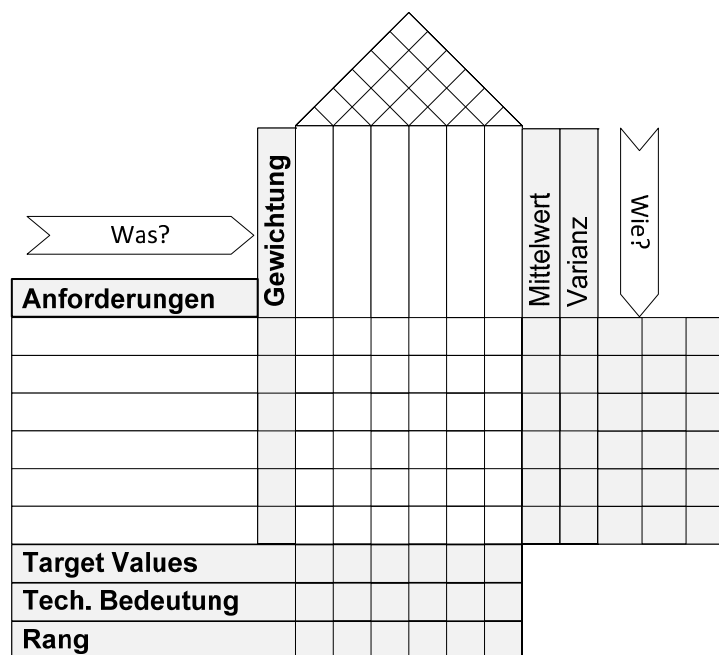 Was?
Gewichtung
Mittelwert
Varianz
Wie?
Anforderungen
Target Values
Tech. Bedeutung
Rang